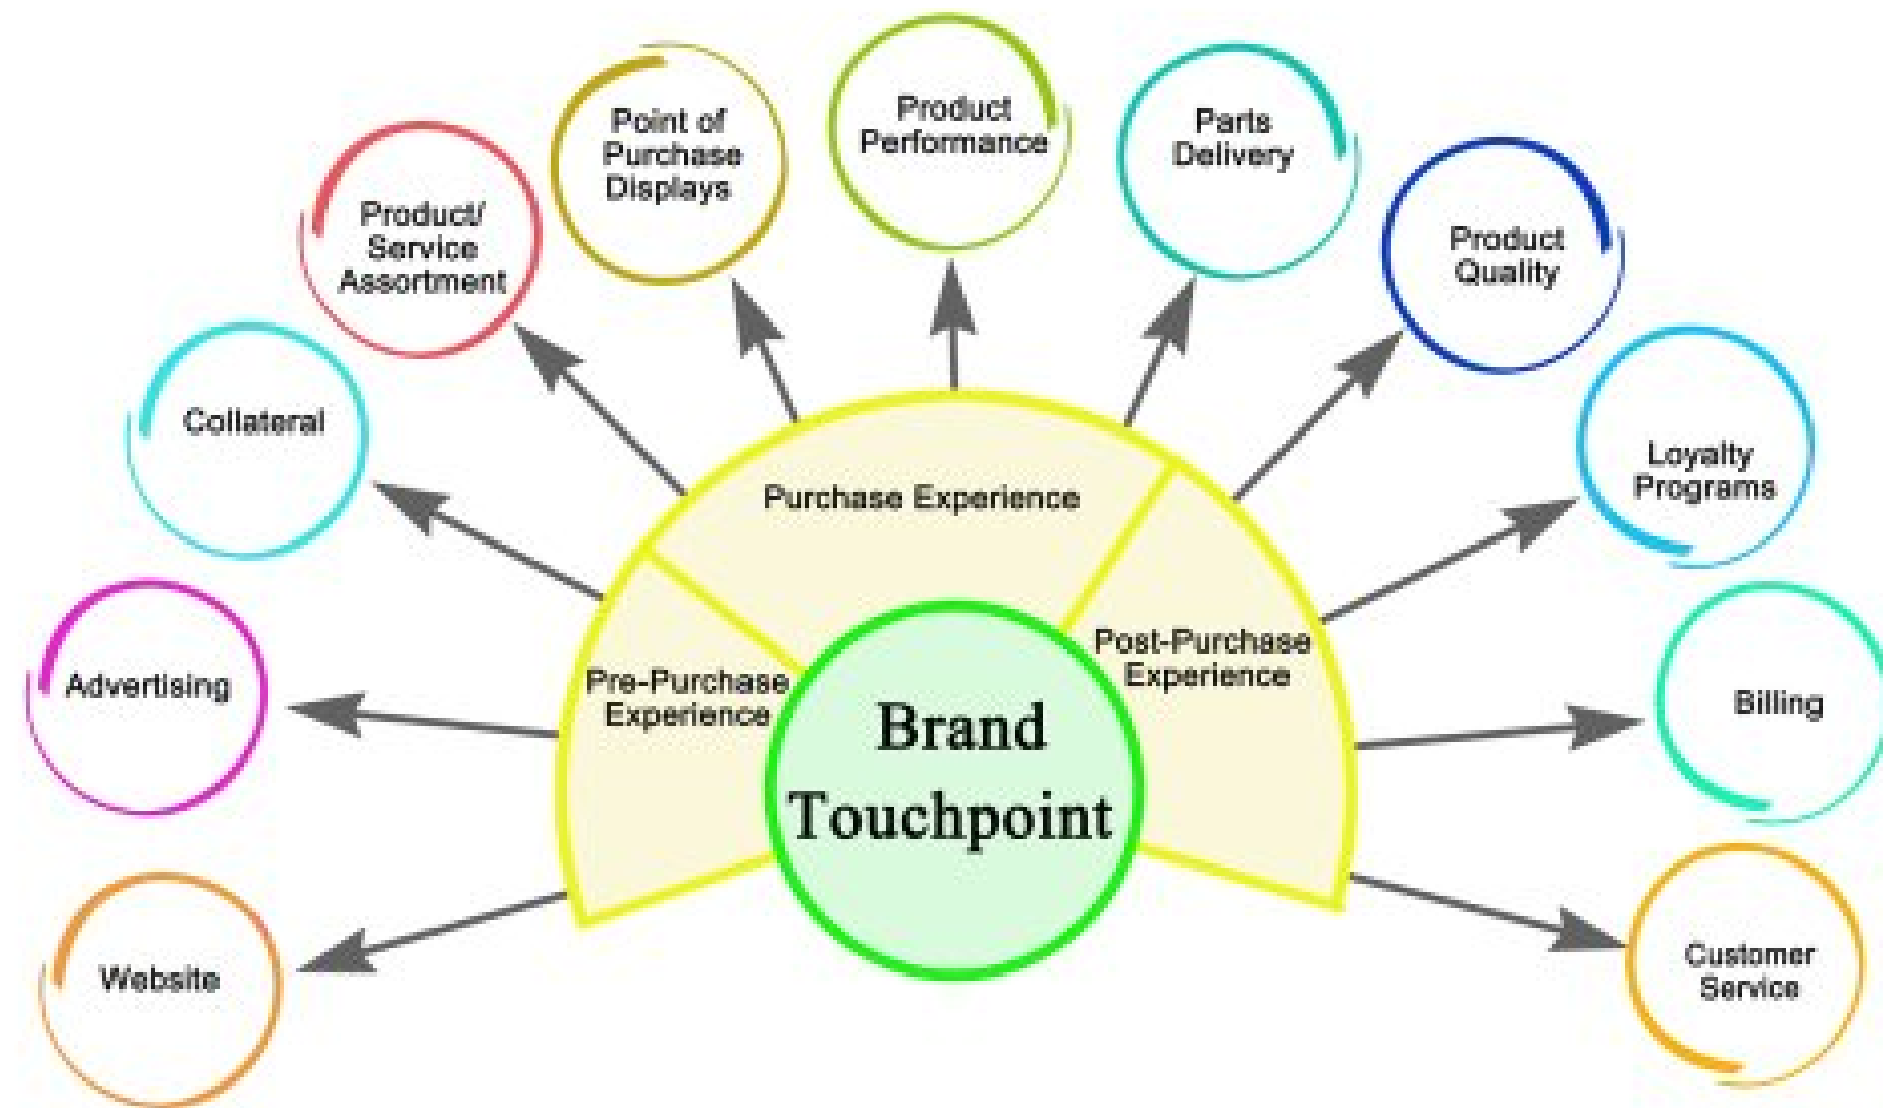 Point of
Purchase
Displays
Product
Performance
Parts
Delivery
Product/
Service
Assortment
Product
Quality
Collateral
Loyalty
Programs
Purchase Experience
Advertising
Pre-Purchase
Experience
Post-Purchase
Experience
Billing
Brand
Touchpoint
Website
Customer
Service